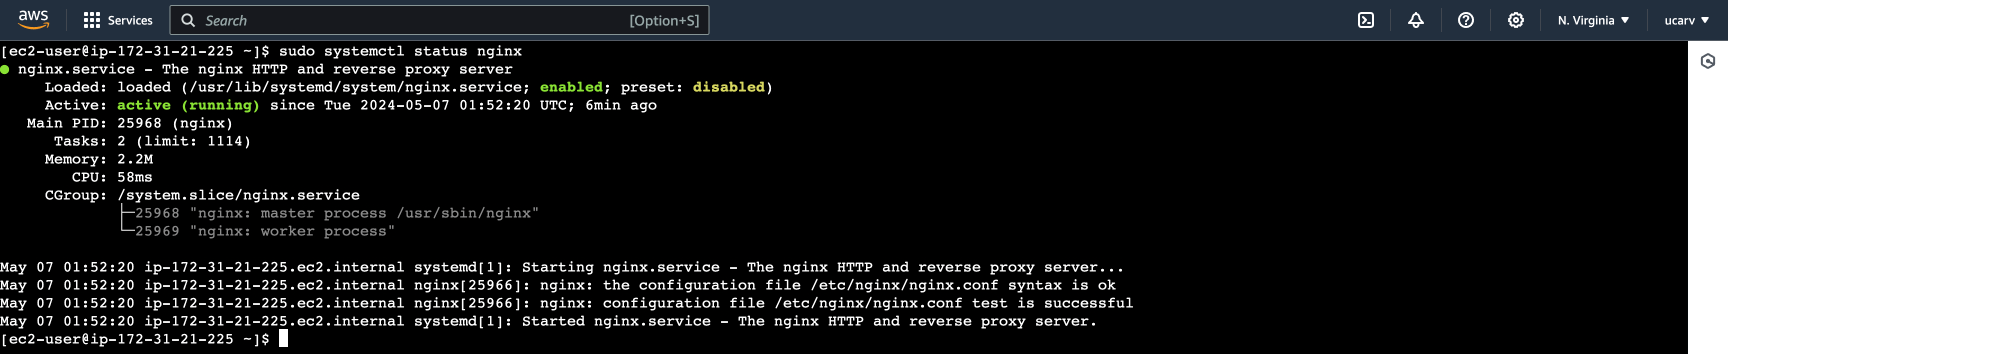 aws Services Search [Option+S] N. Virginia ▼ ucarv ▼
[ec2-user@ip-172-31-21-225 ~]$ sudo systemctl status nginx
● nginx.service - The nginx HTTP and reverse proxy server
Loaded: loaded (/usr/lib/systemd/system/nginx.service; enabled; preset: disabled)
Active: active (running) since Tue 2024-05-07 01:52:20 UTC; 6min ago
Main PID: 25968 (nginx)
Tasks: 2 (limit: 1114)
Memory: 2.2M
CPU: 58ms
CGroup: /system.slice/nginx.service
├─25968 "nginx: master process /usr/sbin/nginx"
└─25969 "nginx: worker process"
May 07 01:52:20 ip-172-31-21-225.ec2.internal systemd[1]: Starting nginx.service - The nginx HTTP and reverse proxy server...
May 07 01:52:20 ip-172-31-21-225.ec2.internal nginx[25966]: nginx: the configuration file /etc/nginx/nginx.conf syntax is ok
May 07 01:52:20 ip-172-31-21-225.ec2.internal nginx[25966]: nginx: configuration file /etc/nginx/nginx.conf test is successful
May 07 01:52:20 ip-172-31-21-225.ec2.internal systemd[1]: Started nginx.service - The nginx HTTP and reverse proxy server.
[ec2-user@ip-172-31-21-225 ~]$